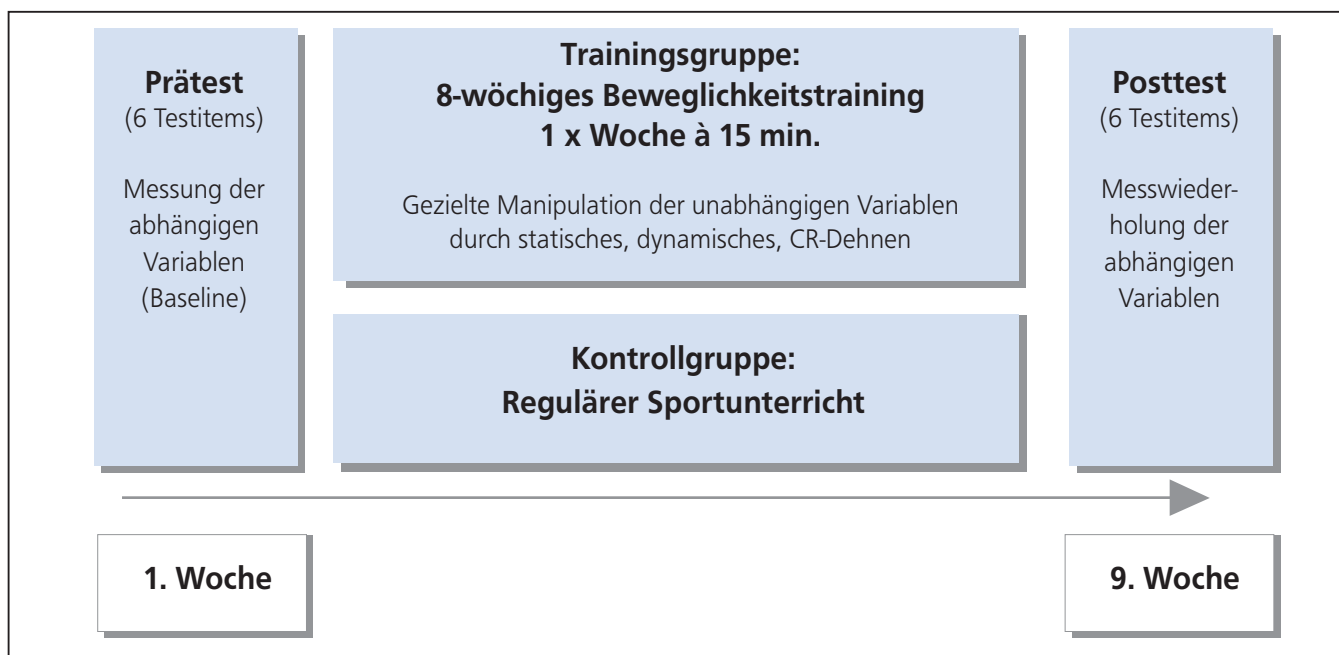 Prätest
(6 Testitems)
Messung der
abhängigen
Variablen
(Baseline)
Trainingsgruppe:
8-wöchiges Beweglichkeitstraining
1 x Woche à 15 min.
Gezielte Manipulation der unabhängigen Variablen
durch statisches, dynamisches, CR-Dehnen
Kontrollgruppe:
Regulärer Sportunterricht
Posttest
(6 Testitems)
Messwieder-
holung der
abhängigen
Variablen
1. Woche
9. Woche